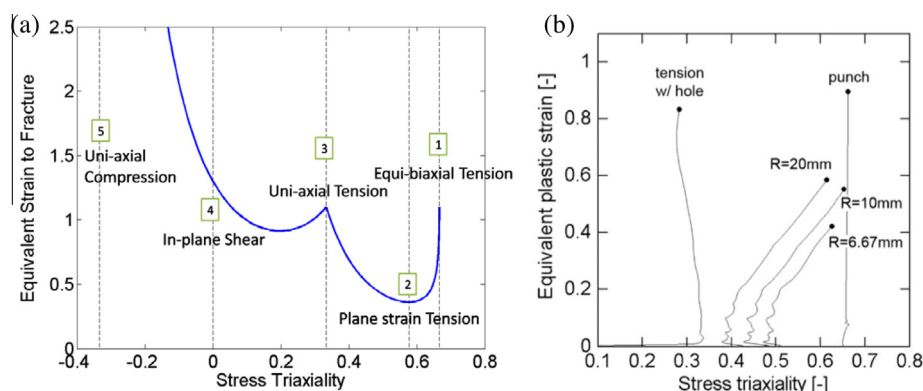 (a)
2.5
2
1.5
1
0.5
0
Equivalent Strain to Fracture
5
Uni-axial
Compression
4
In-plane Shear
3
Uni-axial Tension
1
Equi-biaxial Tension
2
Plane strain Tension
-0.4 -0.2 0 0.2 0.4 0.6 0.8
Stress Triaxiality
(b)
1
0.8
0.6
0.4
0.2
0
Equivalent plastic strain [-]
tension
w/ hole
punch
R=20mm
R=10mm
R=6.67mm
0.1 0.2 0.3 0.4 0.5 0.6 0.7 0.8
Stress triaxiality [-]